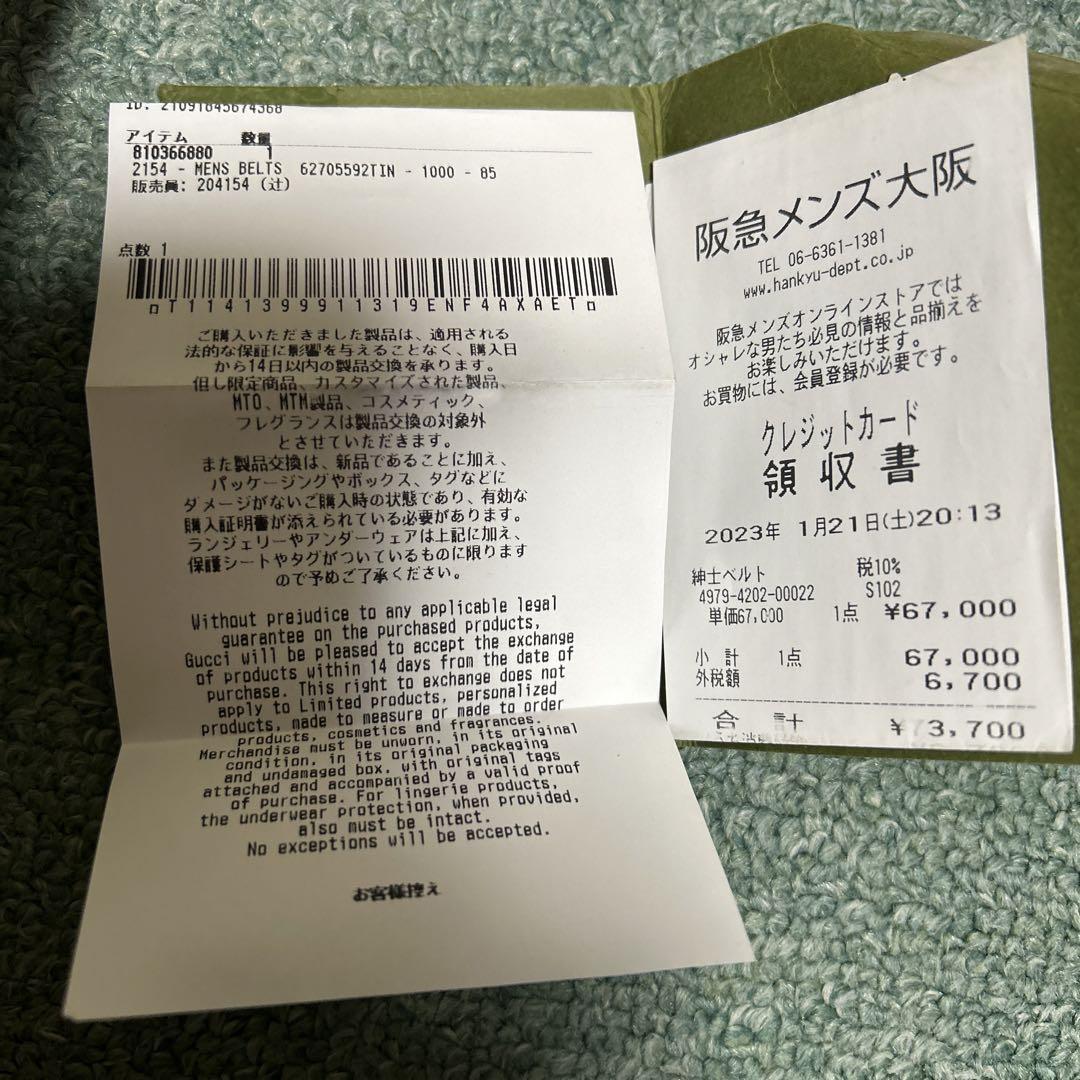 ID: 21091845674368
アイテム 数量
810366880 1
2154 - MENS BELTS 62705592TIN - 1000 - 85
販売員: 204154 (辻)
点数 1
T1141399911319ENF4AXAET
ご購入いただきました製品は、適用される
法的な保証に影響を与えることなく、購入日
から14日以内の製品交換を承ります。
但し限定商品、カスタマイズされた製品、
MTO、MTM製品、コスメティック、
フレグランスは製品交換の対象外
とさせていただきます。
また製品交換は、新品であることに加え、
パッケージングやボックス、タグなどに
ダメージがないご購入時の状態であり、有効な
購入証明書が添えられている必要があります。
ランジェリーやアンダーウェアは上記に加え、
保護シートやタグがついているものに限ります
ので予めご了承ください。
Without prejudice to any applicable legal
guarantee on the purchased products,
Gucci will be pleased to accept the exchange
of products within 14 days from the date of
purchase. This right to exchange does not
apply to Limited products, personalized
products, made to measure or made to order
products, cosmetics and fragrances.
Merchandise must be unworn, in its original
condition, in its original packaging
and undamaged box, with original tags
attached and accompanied by a valid proof
of purchase. For lingerie products,
the underwear protection, when provided,
also must be intact.
No exceptions will be accepted.
お客様控え
阪急メンズ大阪
TEL 06-6361-1381
www.hankyu-dept.co.jp
阪急メンズオンラインストアでは
オシャレな男たち必見の情報と品揃えを
お楽しみいただけます。
お買物には、会員登録が必要です。
クレジットカード
領収書
2023年 1月21日(土)20:13
紳士ベルト 税10%
4979-4202-00022 S102
単価67,000 1点 ¥67,000
小計 1点 67,000
外税額 6,700
合計 ¥73,700